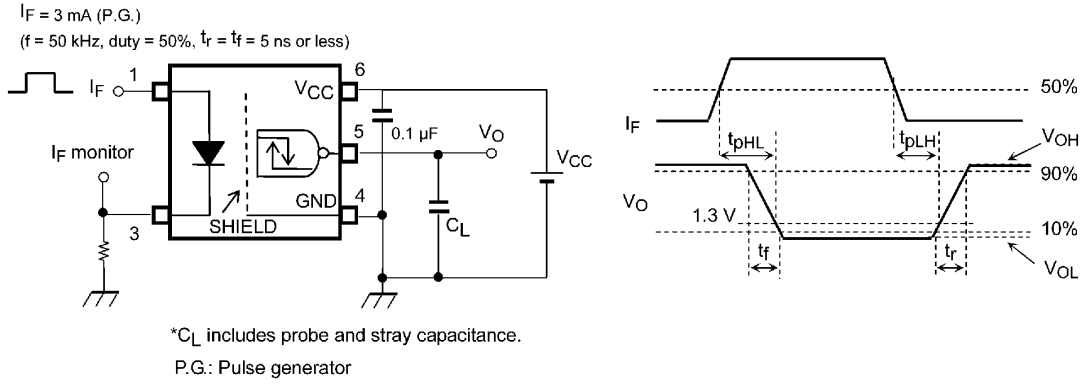 IF = 3 mA (P.G.)
(f = 50 kHz, duty = 50%, tr = tf = 5 ns or less)
1
IF
6
VCC
5
0.1 μF
VO
VCC
IF monitor
3
SHIELD
GND
4
CL
*CL includes probe and stray capacitance.
P.G.: Pulse generator
50%
IF
tpHL
tpLH
VOH
90%
VO
1.3 V
10%
tf
tr
VOL